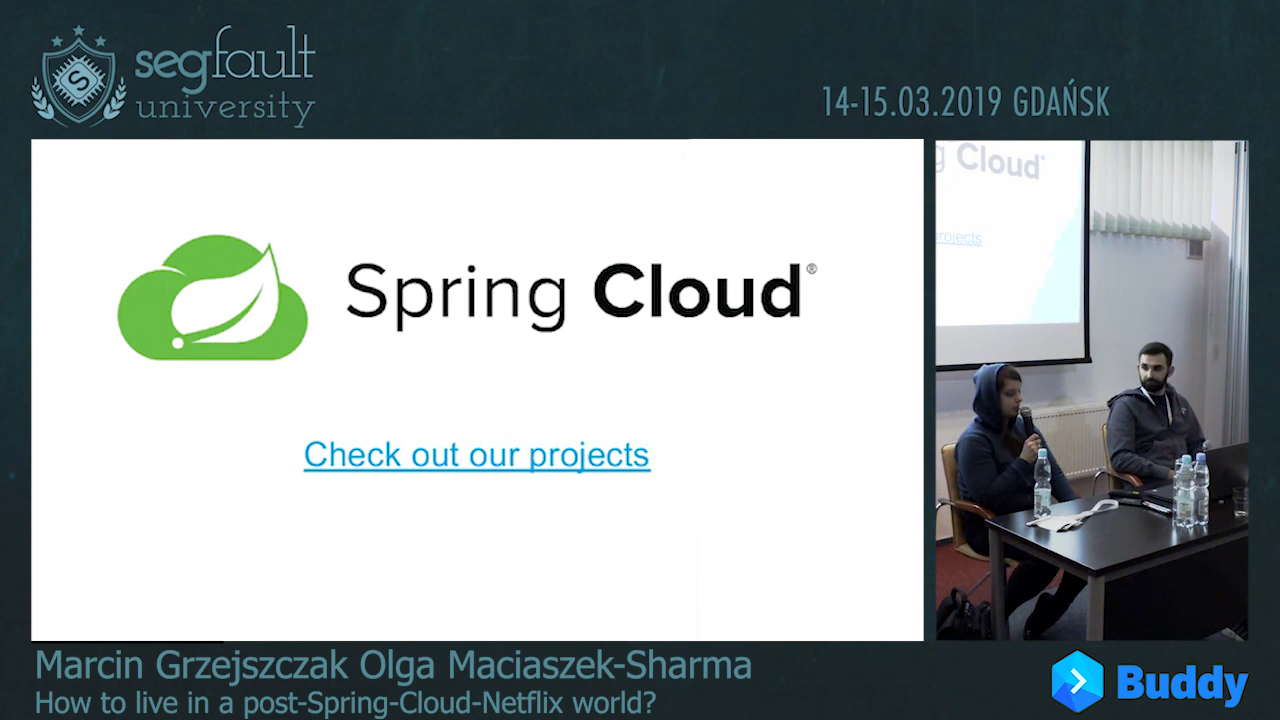 segfault
university
14-15.03.2019 GDAŃSK
S
Spring Cloud®
Check out our projects
g Cloud®
rojects
Marcin Grzejszczak Olga Maciaszek-Sharma
How to live in a post-Spring-Cloud-Netflix world?
Buddy